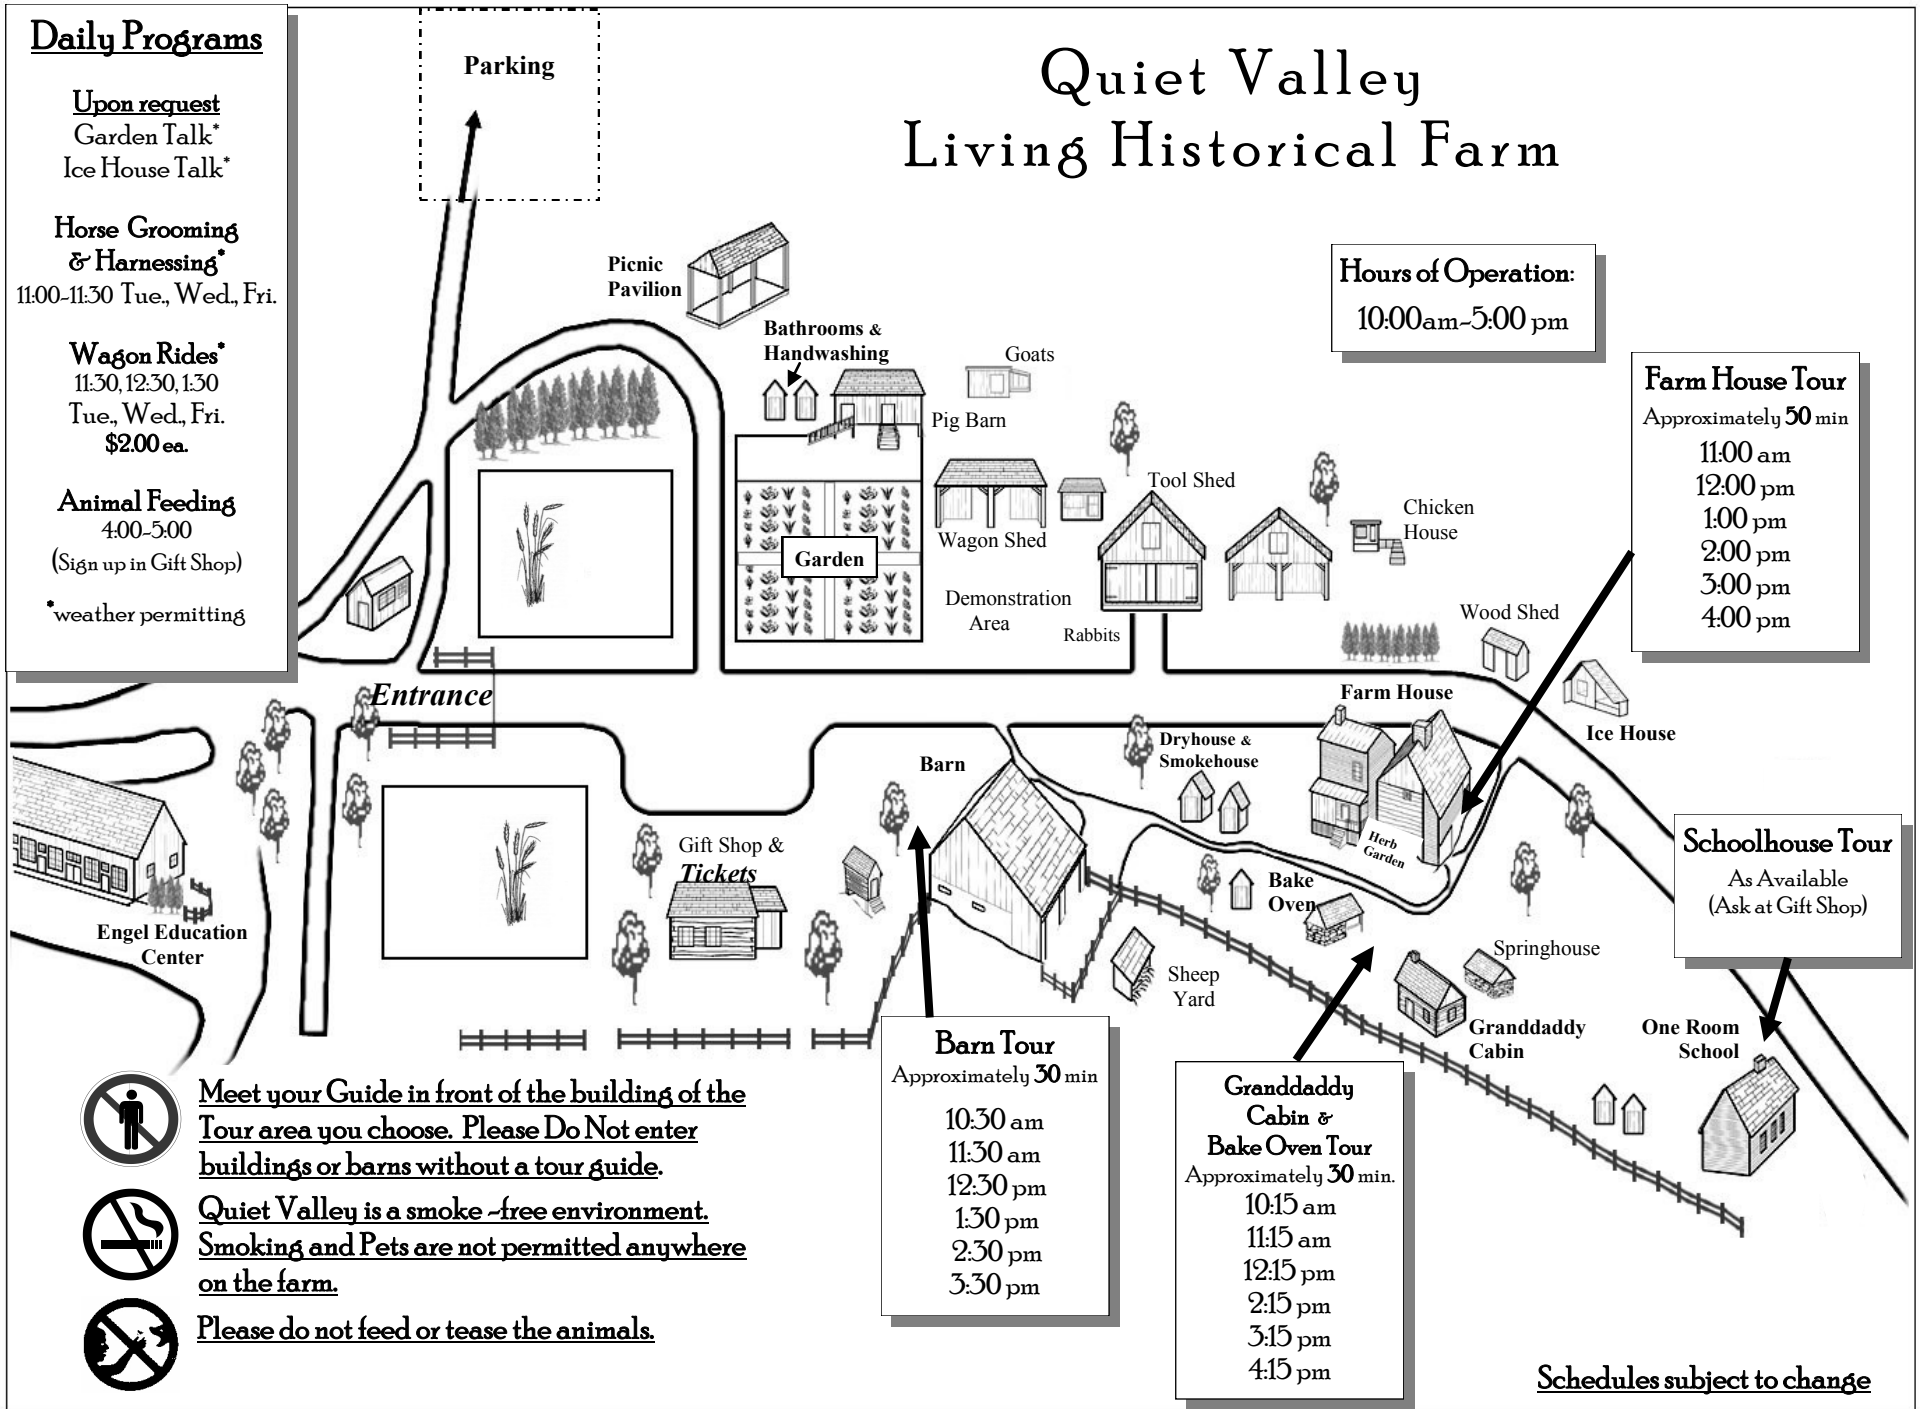 Daily Programs
Upon request
Garden Talk*
Ice House Talk*
Horse Grooming
& Harnessing*
11:00-11:30 Tue., Wed., Fri.
Wagon Rides*
11:30, 12:30, 1:30
Tue., Wed., Fri.
$2.00 ea.
Animal Feeding
4:00-5:00
(Sign up in Gift Shop)
*weather permitting
Parking
Quiet Valley
Living Historical Farm
Picnic
Pavilion
Bathrooms &
Handwashing
Goats
Pig Barn
Hours of Operation:
10:00am-5:00 pm
Farm House Tour
Approximately 50 min
11:00 am
12:00 pm
1:00 pm
2:00 pm
3:00 pm
4:00 pm
Tool Shed
Chicken
House
Wagon Shed
Garden
Demonstration
Area
Rabbits
Wood Shed
Entrance
Farm House
Ice House
Dryhouse &
Smokehouse
Barn
Herb
Garden
Gift Shop &
Tickets
Bake
Oven
Schoolhouse Tour
As Available
(Ask at Gift Shop)
Engel Education
Center
Springhouse
Sheep
Yard
Granddaddy
Cabin
One Room
School
Barn Tour
Approximately 30 min
10:30 am
11:30 am
12:30 pm
1:30 pm
2:30 pm
3:30 pm
Granddaddy
Cabin &
Bake Oven Tour
Approximately 30 min.
10:15 am
11:15 am
12:15 pm
2:15 pm
3:15 pm
4:15 pm
Meet your Guide in front of the building of the
Tour area you choose. Please Do Not enter
buildings or barns without a tour guide.
Quiet Valley is a smoke -free environment.
Smoking and Pets are not permitted anywhere
on the farm.
Please do not feed or tease the animals.
Schedules subject to change